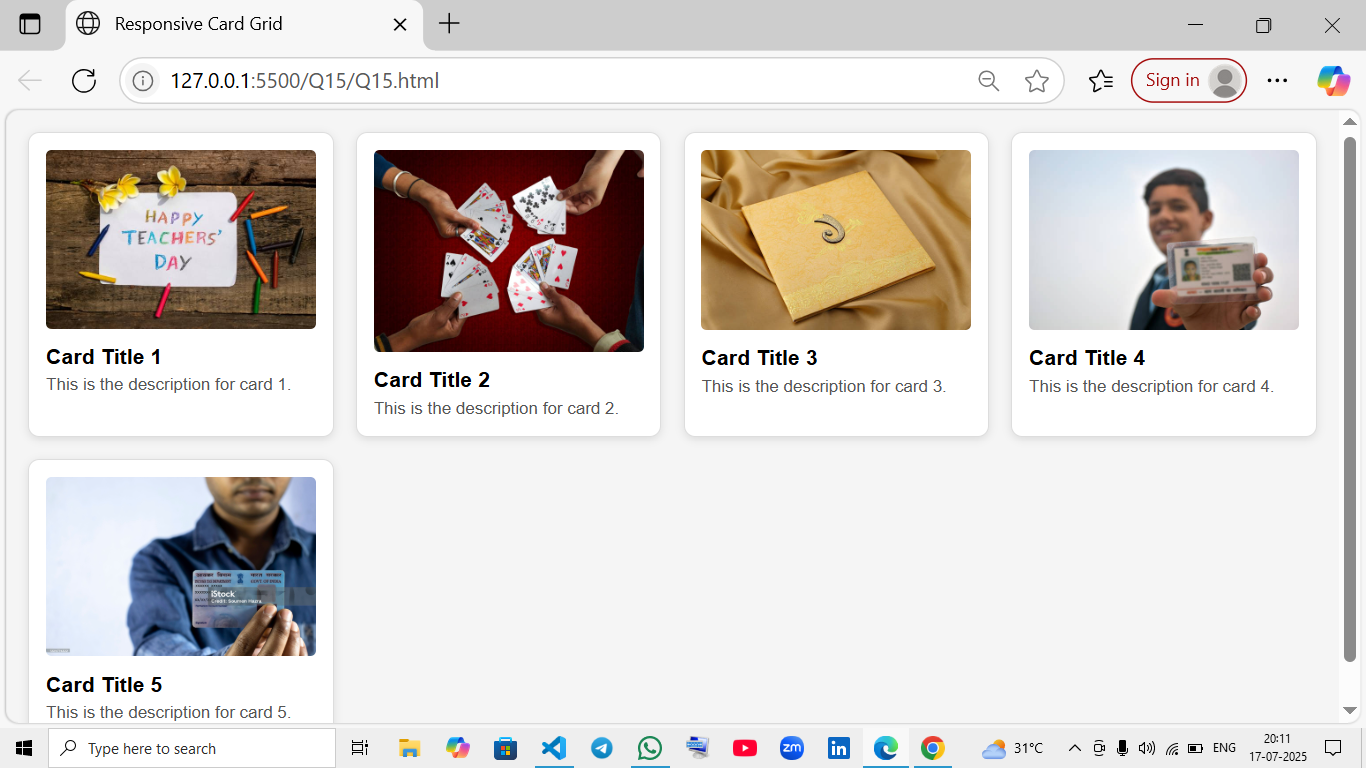 Responsive Card Grid
127.0.0.1:5500/Q15/Q15.html
Sign in
HAPPY
TEACHERS'
DAY
Card Title 1
This is the description for card 1.
Card Title 2
This is the description for card 2.
Card Title 3
This is the description for card 3.
Card Title 4
This is the description for card 4.
iStock
Card Title 5
This is the description for card 5.
Type here to search
zm
in
31°C
ENG
20:11
17-07-2025